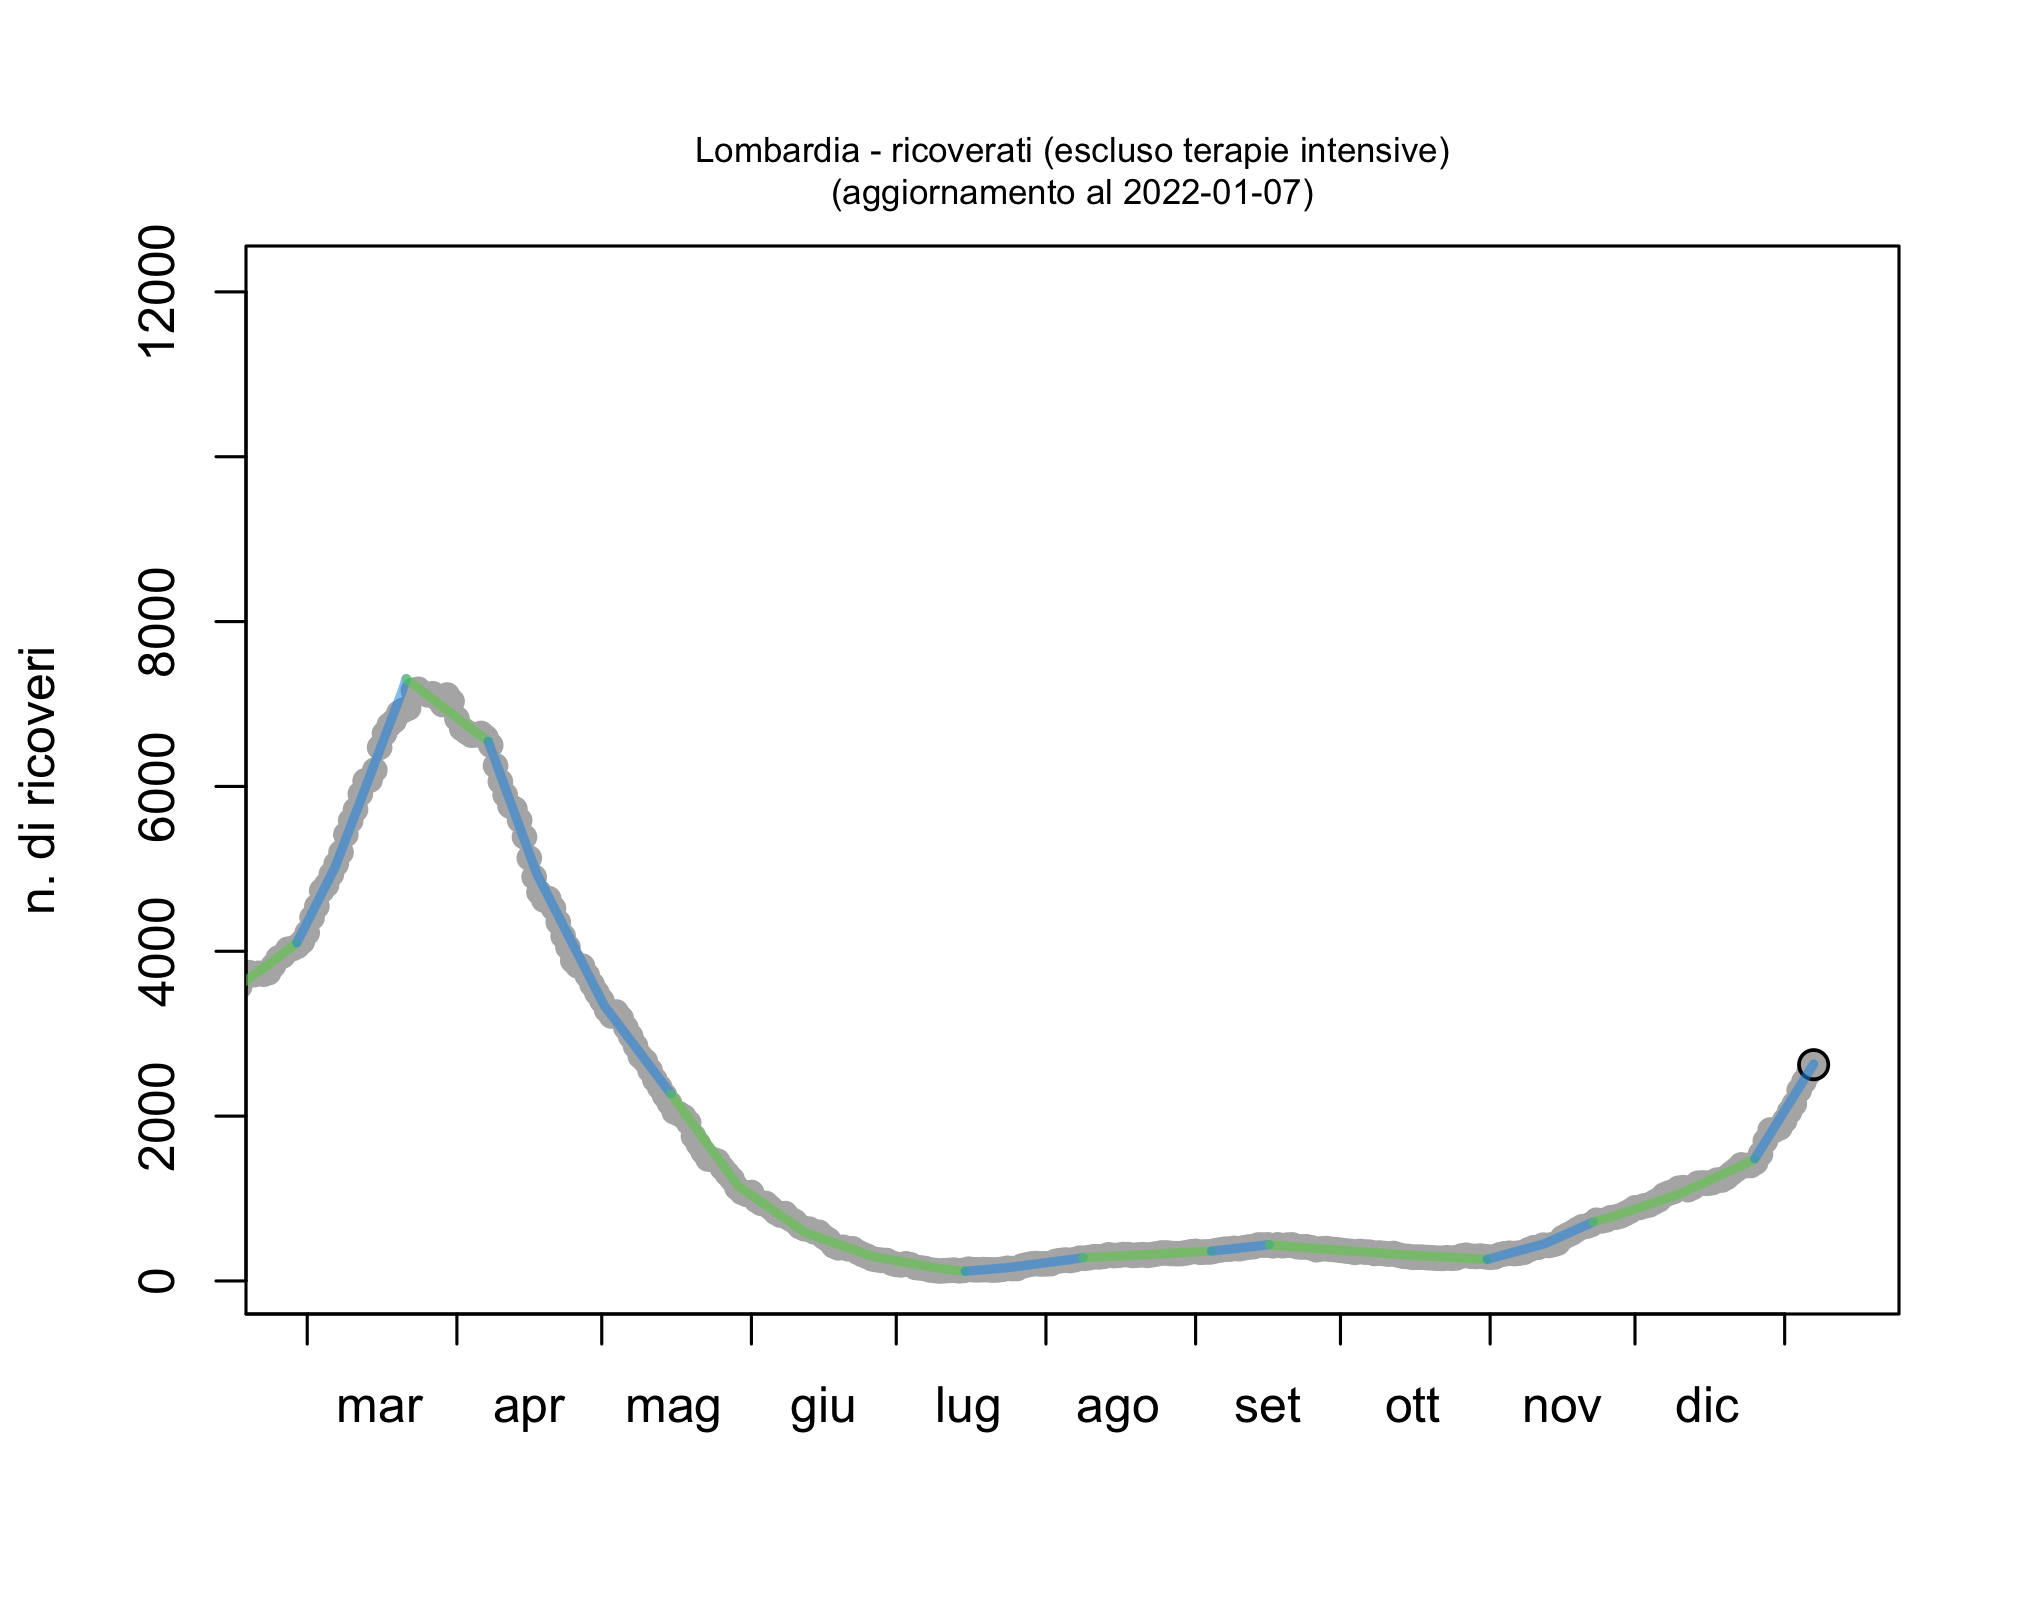 Lombardia - ricoverati (escluso terapie intensive)
(aggiornamento al 2022-01-07)
n. di ricoveri
12000
8000
6000
4000
2000
0
mar apr mag giu lug ago set ott nov dic